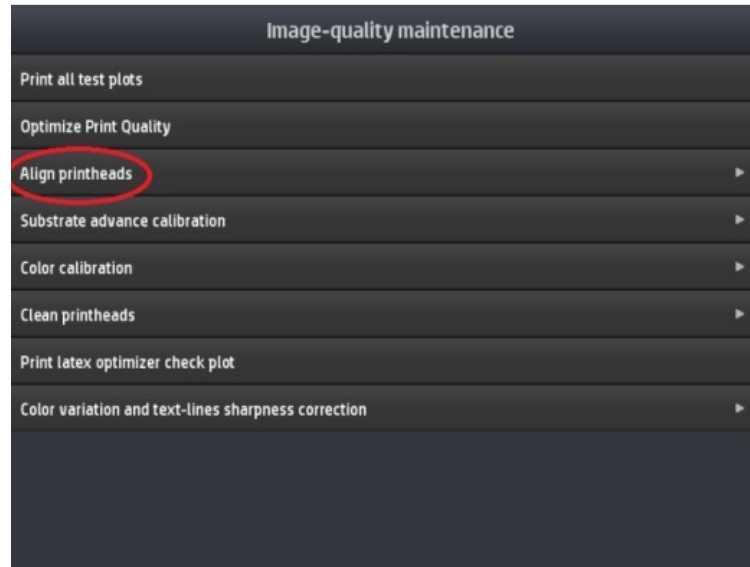 Image-quality maintenance
Print all test plots
Optimize Print Quality
Align printheads
Substrate advance calibration
Color calibration
Clean printheads
Print latex optimizer check plot
Color variation and text-lines sharpness correction